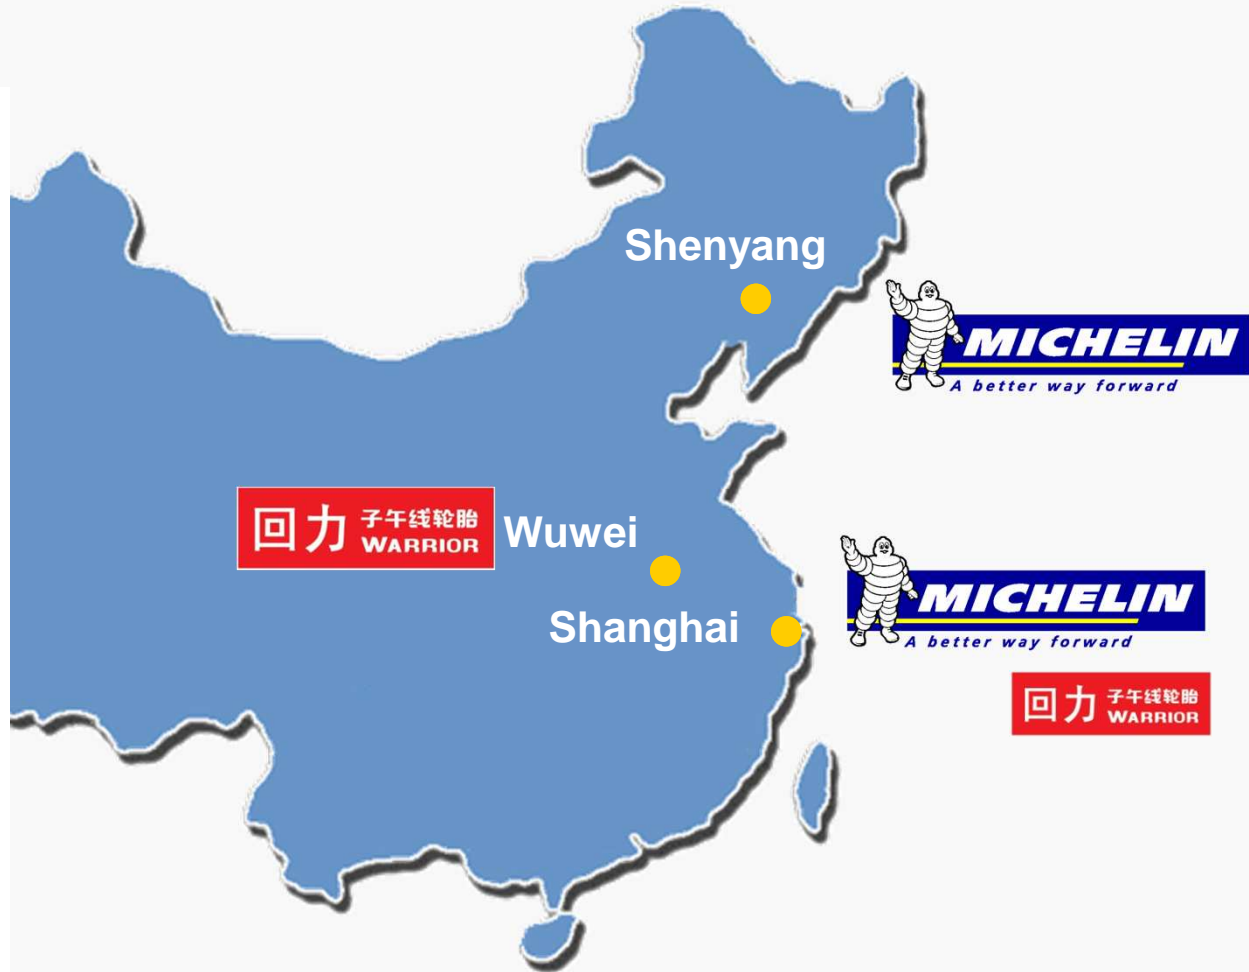 Shenyang
MICHELIN
A better way forward
回力 子午线轮胎
WARRIOR
Wuwei
Shanghai
MICHELIN
A better way forward
回力 子午线轮胎
WARRIOR